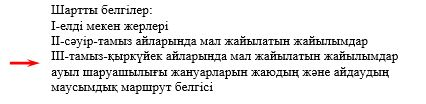 Шартты белгілер:
I-елді мекен жерлері
II-сәуір-тамыз айларында мал жайылатын жайылымдар
III-тамыз-қыркүйек айларында мал жайылатын жайылымдар
ауыл шаруашылығы жануарларын жаюдың және айдаудың
маусымдық маршрут белгісі